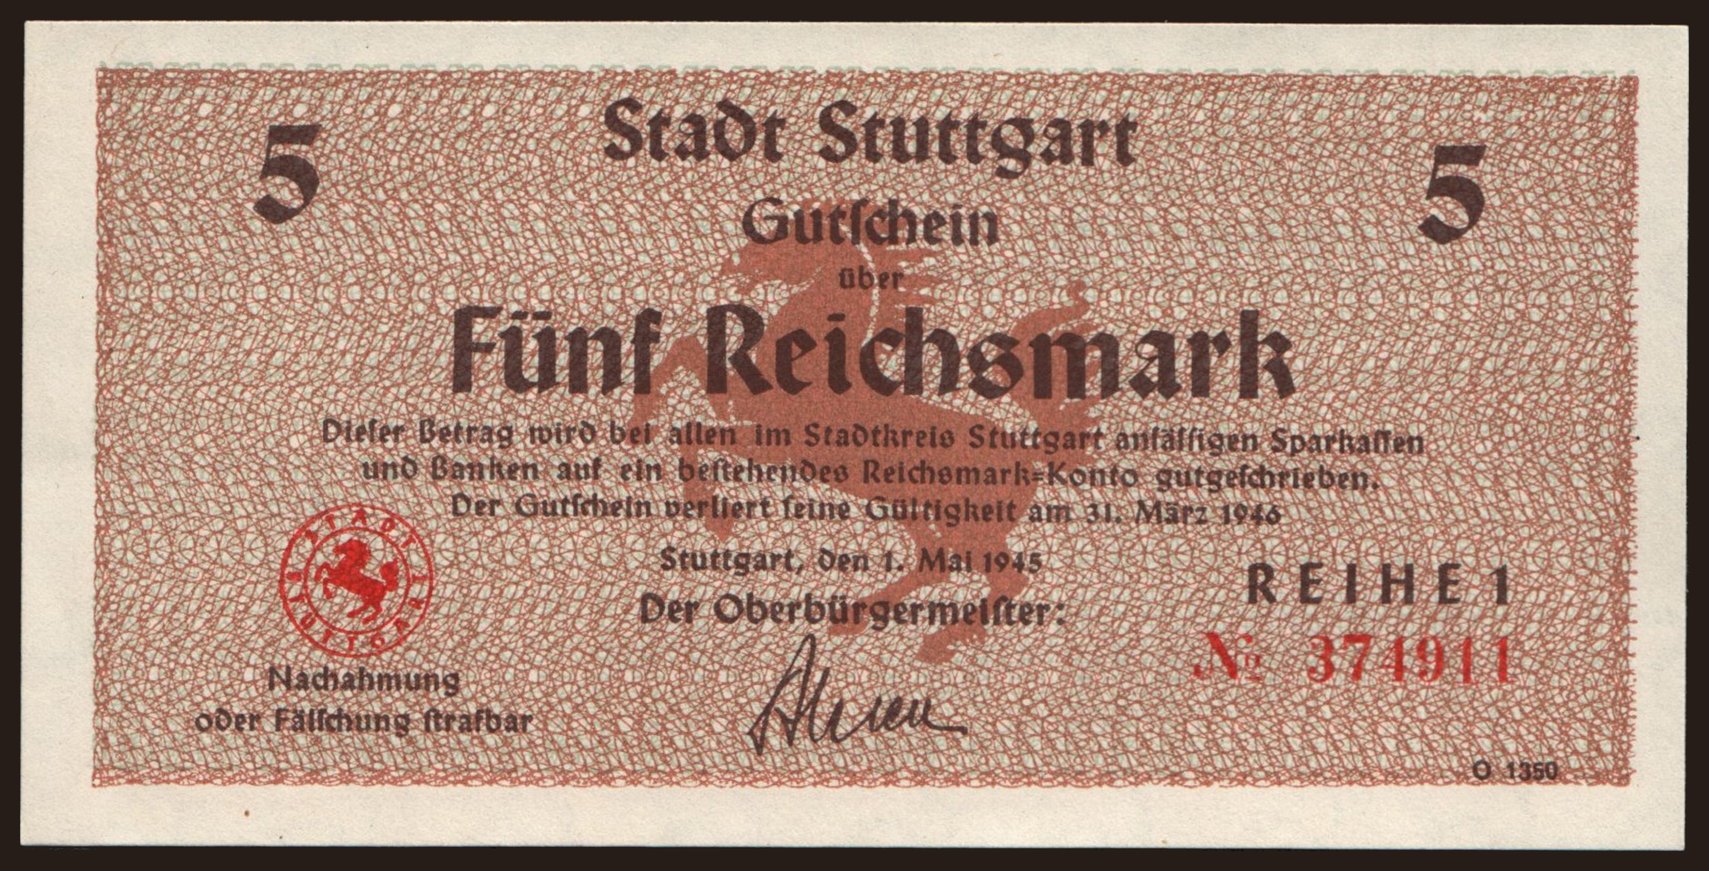 5
Stadt Stuttgart
5
Gutſchein
über
Fünf Reichsmark
Dieſer Betrag wird bei allen im Stadtkreis Stuttgart anſäſſigen Sparkaſſen
und Banken auf ein beſtehendes Reichsmark=Konto gutgeſchrieben.
Der Gutſchein verliert ſeine Gültigkeit am 31. März 1946
Stuttgart, den 1. Mai 1945
Der Oberbürgermeiſter:
STADT STUTTGART
Nachahmung
oder Fälſchung ſtrafbar
REIHE 1
№ 374911
O 1350